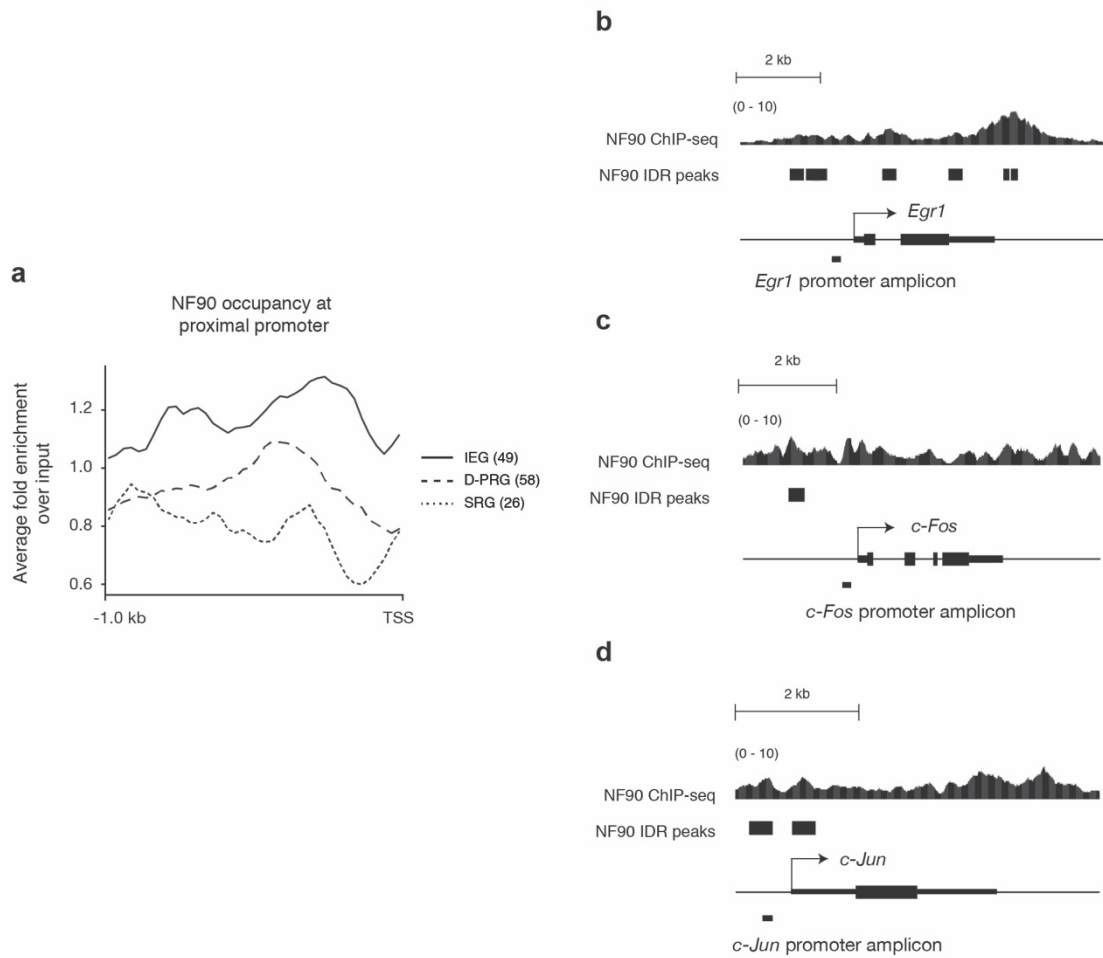 a
NF90 occupancy at
proximal promoter
Average fold enrichment
over input
1.2
1.0
0.8
0.6
-1.0 kb
TSS
IEG (49)
D-PRG (58)
SRG (26)
b
2 kb
(0 - 10)
NF90 ChIP-seq
NF90 IDR peaks
Egr1
Egr1 promoter amplicon
c
2 kb
(0 - 10)
NF90 ChIP-seq
NF90 IDR peaks
c-Fos
c-Fos promoter amplicon
d
2 kb
(0 - 10)
NF90 ChIP-seq
NF90 IDR peaks
c-Jun
c-Jun promoter amplicon